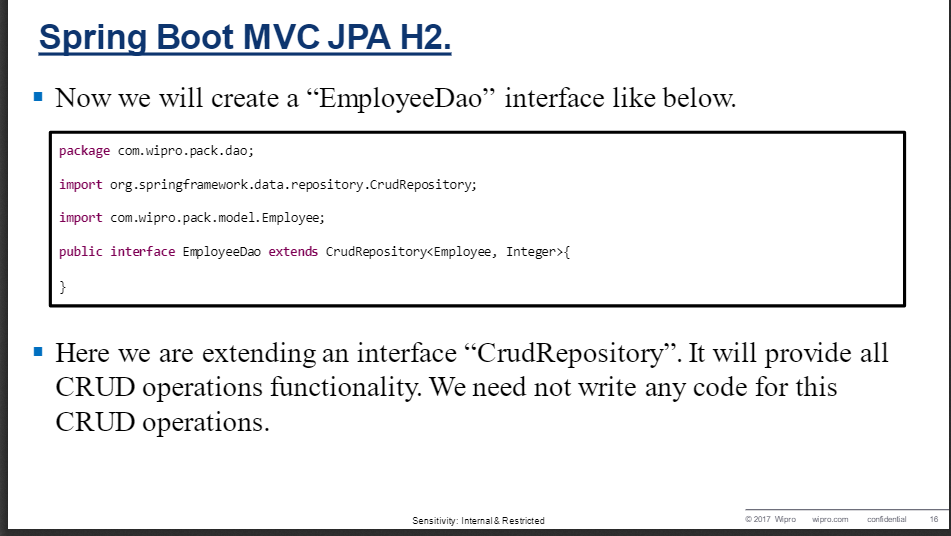 Spring Boot MVC JPA H2.
Now we will create a “EmployeeDao” interface like below.
package com.wipro.pack.dao;
import org.springframework.data.repository.CrudRepository;
import com.wipro.pack.model.Employee;
public interface EmployeeDao extends CrudRepository<Employee, Integer>{
}
Here we are extending an interface “CrudRepository”. It will provide all
CRUD operations functionality. We need not write any code for this
CRUD operations.
Sensitivity: Internal & Restricted
© 2017 Wipro wipro.com confidential 16